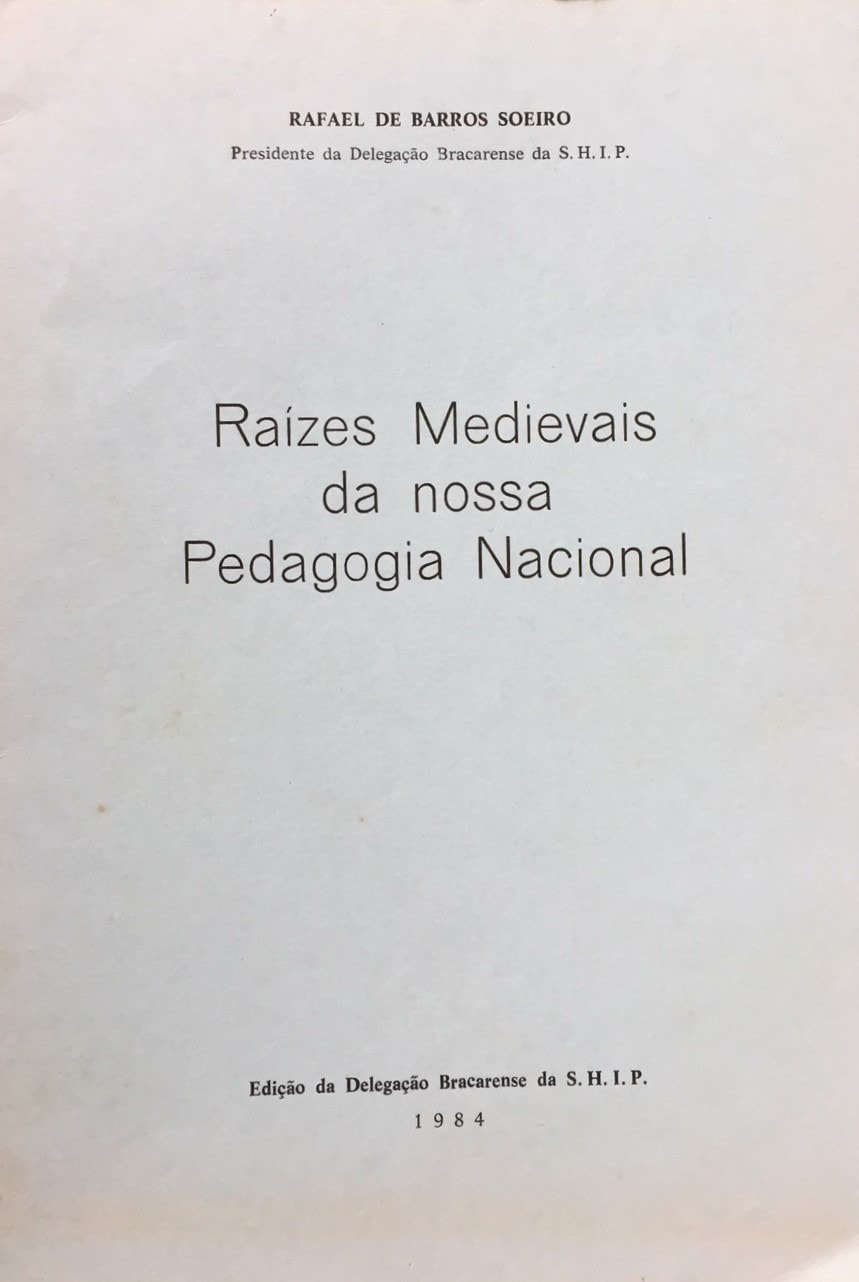 RAFAEL DE BARROS SOEIRO
Presidente da Delegação Bracarense da S. H. I. P.
Raízes Medievais
da nossa
Pedagogia Nacional
Edição da Delegação Bracarense da S. H. I. P.
1 9 8 4